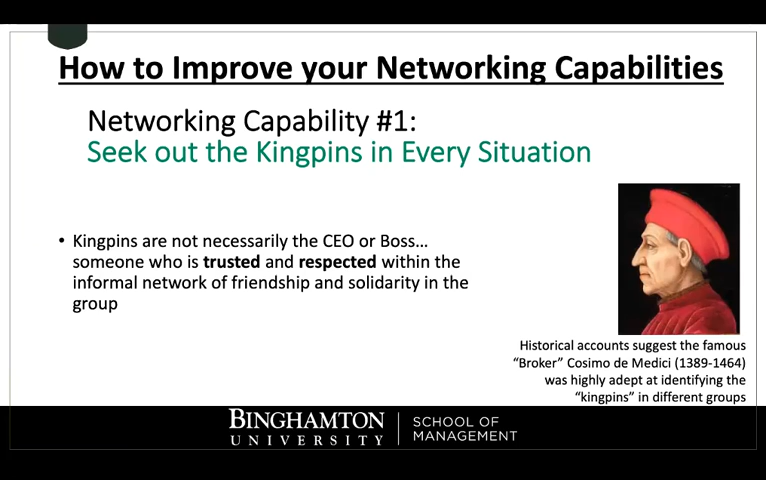 How to Improve your Networking Capabilities
Networking Capability #1:
Seek out the Kingpins in Every Situation
• Kingpins are not necessarily the CEO or Boss...
someone who is trusted and respected within the
informal network of friendship and solidarity in the
group
Historical accounts suggest the famous
“Broker” Cosimo de Medici (1389-1464)
was highly adept at identifying the
“kingpins” in different groups
BINGHAMTON
UNIVERSITY
SCHOOL OF
MANAGEMENT